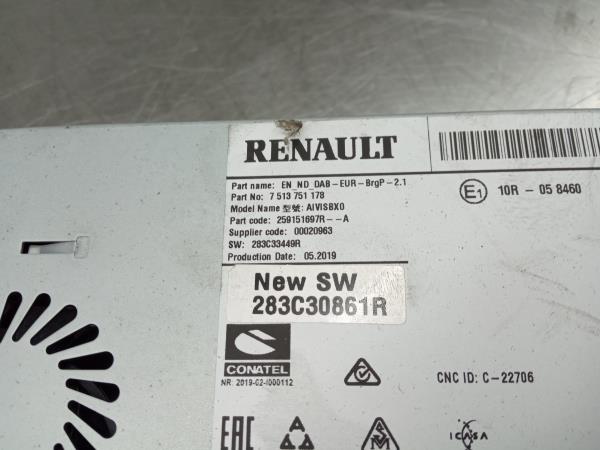 RENAULT
Part name: EN_ND_DAB-EUR-BrgP-2.1
Part No: 7 513 751 178
Model Name 型號: AIVISBX0
Part code: 259151697R--A
Supplier code: 00020963
SW: 283C33449R
Production Date: 05.2019
E1 10R - 05 8460
New SW
283C30861R
CONATEL
NR: 2019-02-I000112
CNC ID: C-22706
EAC
ICASA